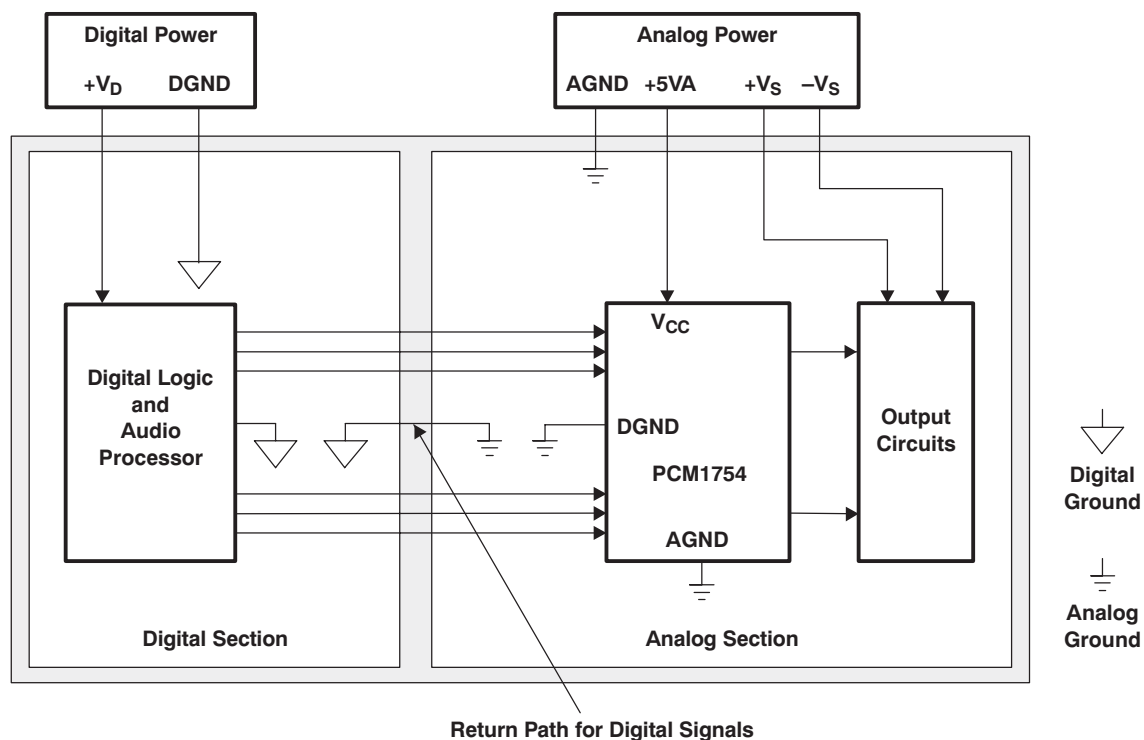 Digital Power
+VD DGND
Analog Power
AGND +5VA +VS –VS
Digital Logic
and
Audio
Processor
VCC
DGND
PCM1754
AGND
Output
Circuits
Digital
Ground
Analog
Ground
Digital Section
Analog Section
Return Path for Digital Signals